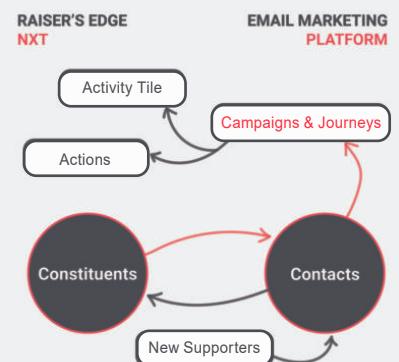 RAISER'S EDGE
NXT
EMAIL MARKETING
PLATFORM
Activity Tile
Campaigns & Journeys
Actions
Constituents
Contacts
New Supporters